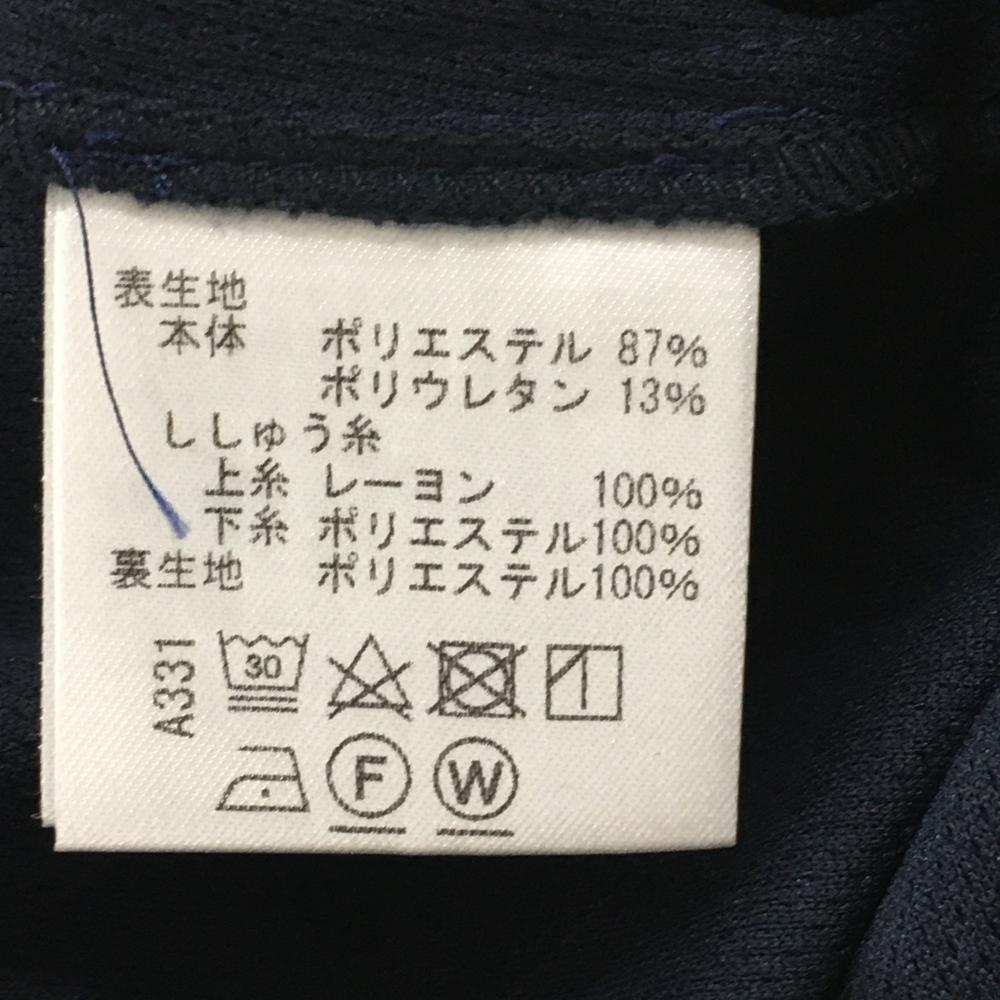 表生地
本体 ポリエステル 87%
ポリウレタン 13%
ししゅう糸
上糸 レーヨン 100%
下糸 ポリエステル100%
裏生地 ポリエステル100%
A331
30
F W